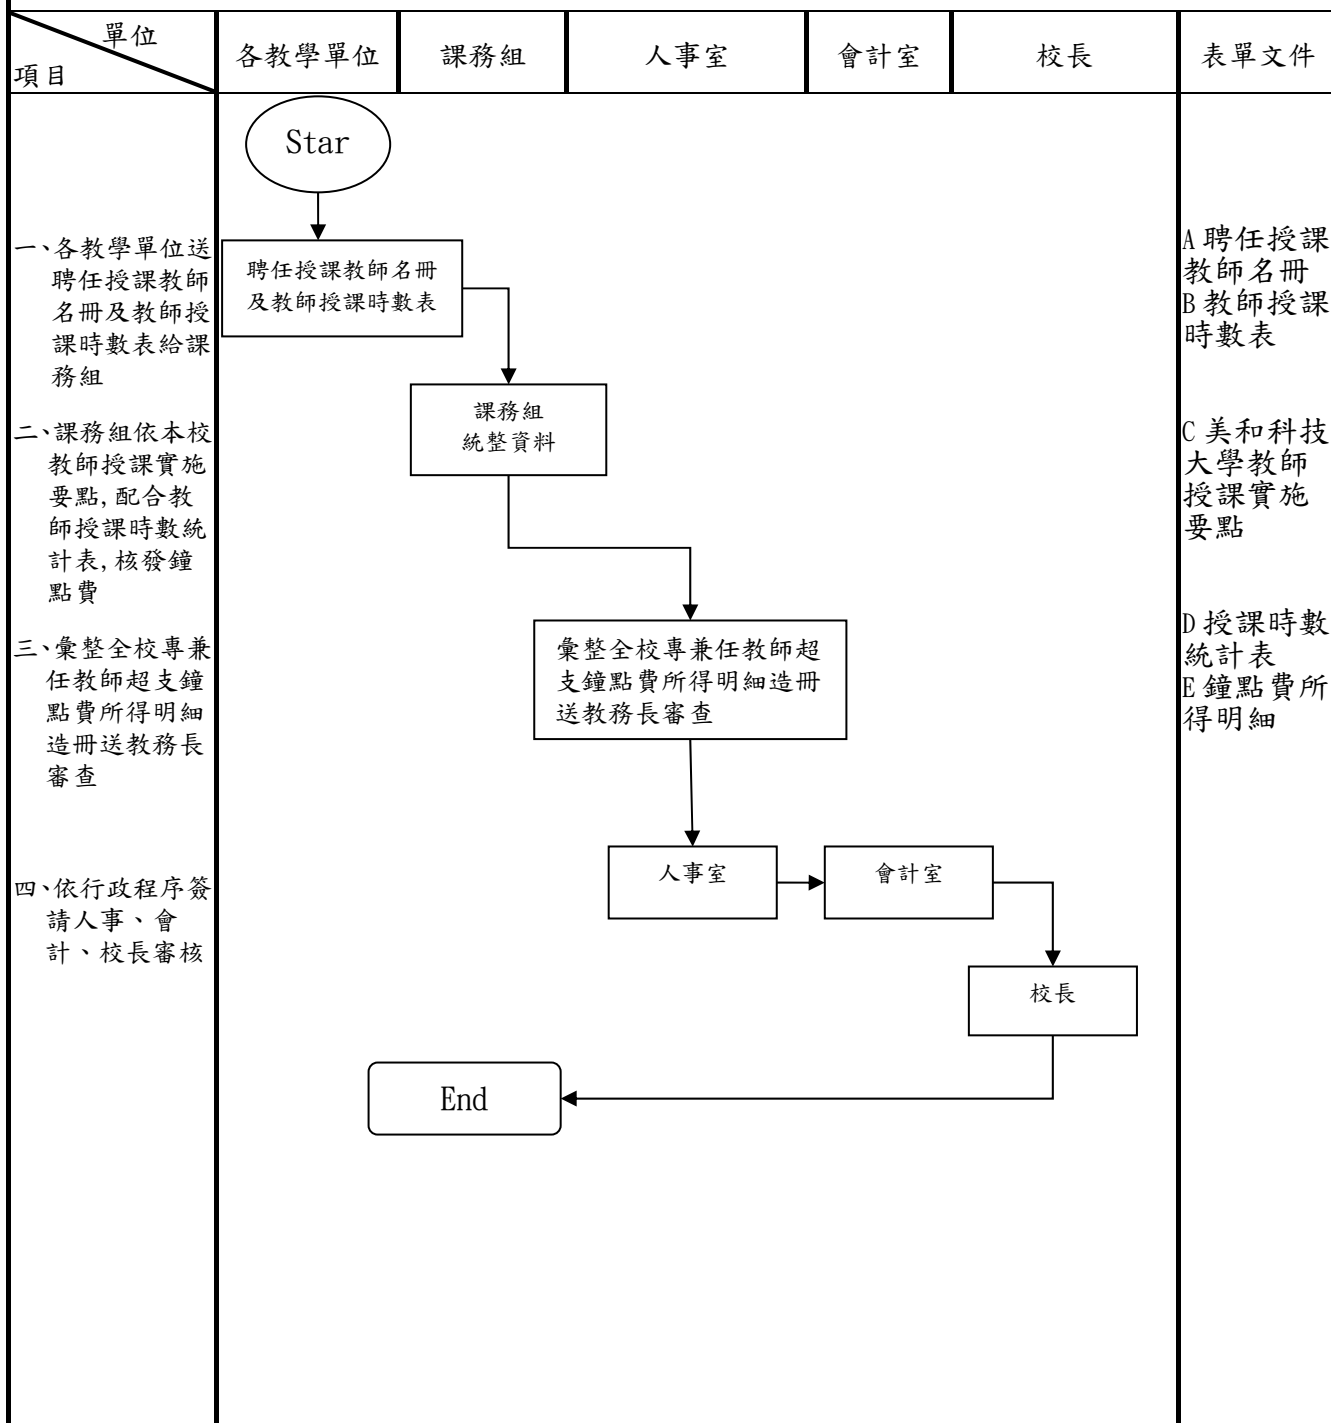 單位
項目
各教學單位
課務組
人事室
會計室
校長
表單文件
一、各教學單位送
聘任授課教師
名冊及教師授
課時數表給課
務組
二、課務組依本校
教師授課實施
要點,配合教
師授課時數統
計表,核發鐘
點費
三、彙整全校專兼
任教師超支鐘
點費所得明細
造冊送教務長
審查
四、依行政程序簽
請人事、會
計、校長審核
Star
聘任授課教師名冊
及教師授課時數表
課務組
統整資料
彙整全校專兼任教師超
支鐘點費所得明細造冊
送教務長審查
人事室
會計室
校長
End
A 聘任授課
教師名冊
B 教師授課
時數表
C 美和科技
大學教師
授課實施
要點
D 授課時數
統計表
E 鐘點費所
得明細